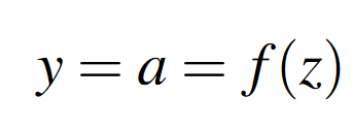 y = a = f(z)